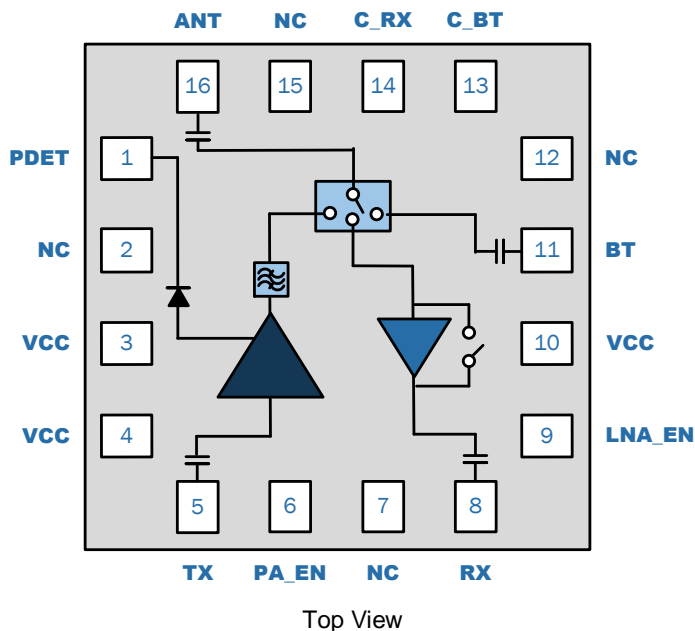 ANT NC C_RX C_BT
16 15 14 13
PDET 1 12 NC
NC 2 11 BT
VCC 3 10 VCC
VCC 4 9 LNA_EN
5 6 7 8
TX PA_EN NC RX
Top View